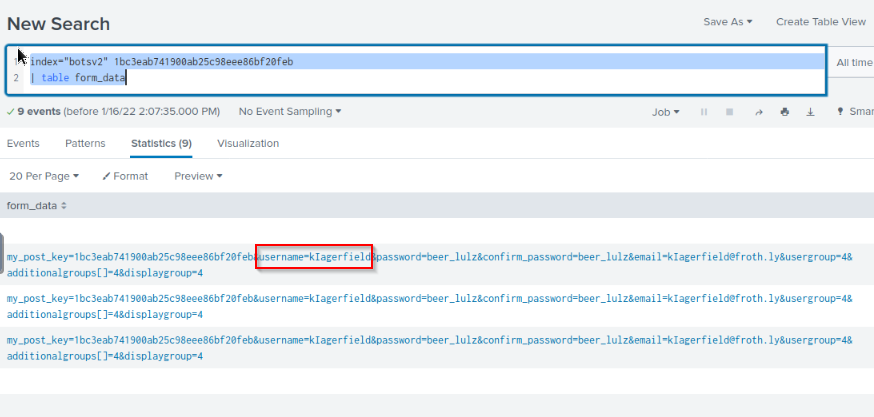 New Search
Save As
Create Table View
1 index="botsv2" 1bc3eab741900ab25c98eee86bf20feb
2 | table form_data
All time
9 events (before 1/16/22 2:07:35.000 PM)
No Event Sampling
Job
Smar
Events
Patterns
Statistics (9)
Visualization
20 Per Page
Format
Preview
form_data
my_post_key=1bc3eab741900ab25c98eee86bf20feb&username=kIagerfield&password=beer_lulz&confirm_password=beer_lulz&email=kIagerfield@froth.ly&usergroup=4&
additionalgroups[]=4&displaygroup=4
my_post_key=1bc3eab741900ab25c98eee86bf20feb&username=kIagerfield&password=beer_lulz&confirm_password=beer_lulz&email=kIagerfield@froth.ly&usergroup=4&
additionalgroups[]=4&displaygroup=4
my_post_key=1bc3eab741900ab25c98eee86bf20feb&username=kIagerfield&password=beer_lulz&confirm_password=beer_lulz&email=kIagerfield@froth.ly&usergroup=4&
additionalgroups[]=4&displaygroup=4